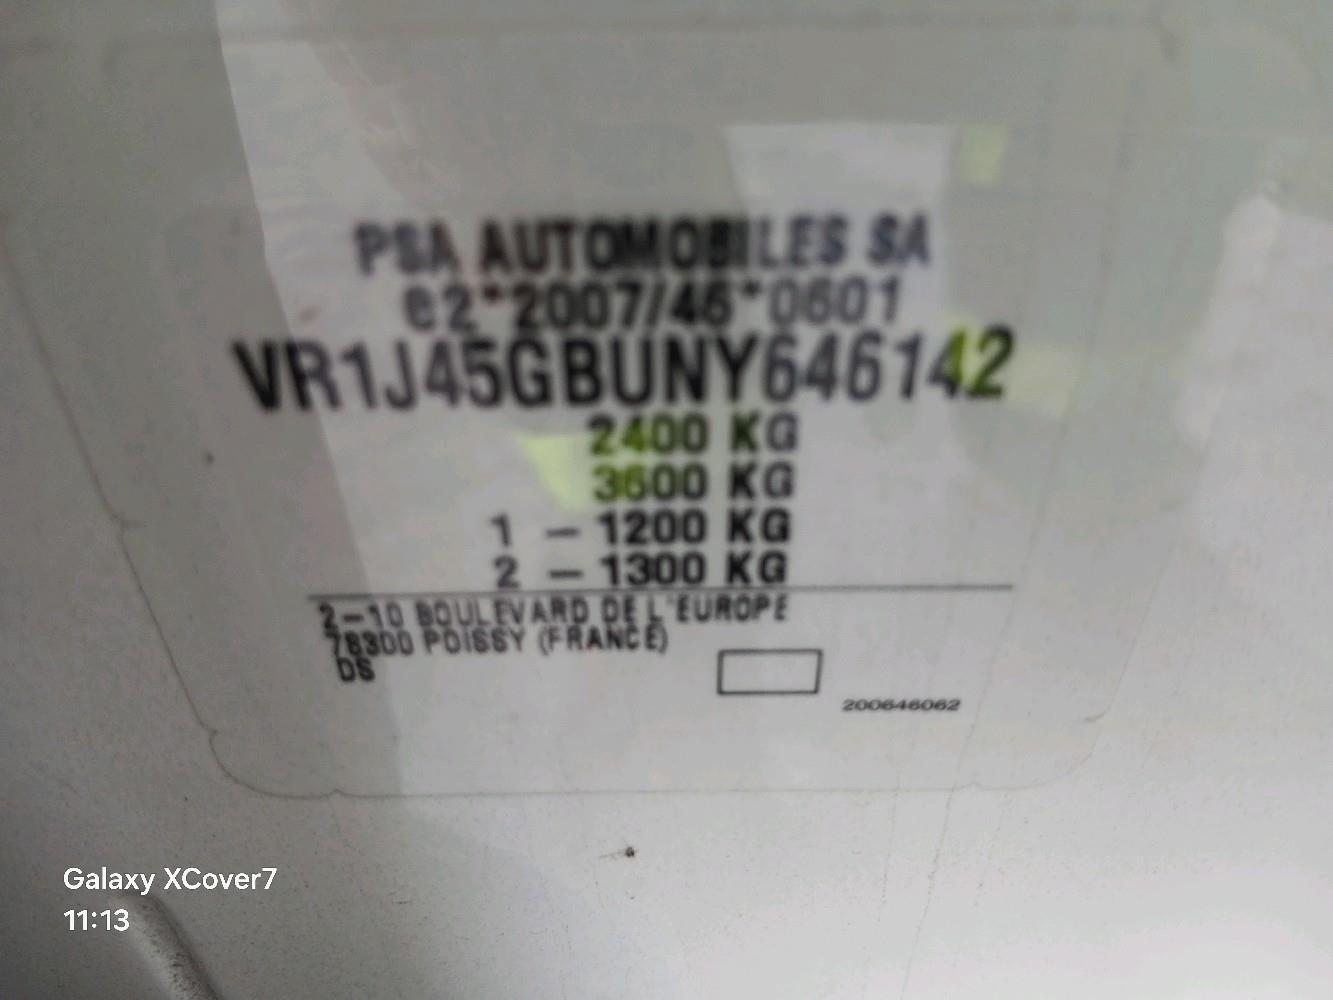 PSA AUTOMOBILES SA
e2*2007/46*0601
VR1J45GBUNY646142
2400 KG
3600 KG
1 - 1200 KG
2 - 1300 KG
2-10 BOULEVARD DE L'EUROPE
78300 POISSY (FRANCE)
DS
200646062
Galaxy XCover7
11:13